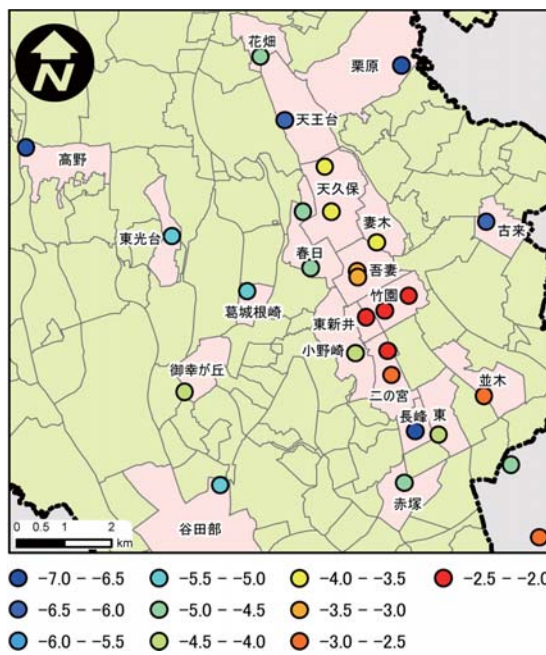 N
花畑
栗原
天王台
高野
天久保
妻木
古来
東光台
春日
吾妻
葛城根崎
竹園
東新井
小野崎
御幸が丘
二の宮
並木
長峰
東
赤塚
谷田部
0 0.5 1 2
km
-7.0 - -6.5 -5.5 - -5.0 -4.0 - -3.5 -2.5 - -2.0
-6.5 - -6.0 -5.0 - -4.5 -3.5 - -3.0
-6.0 - -5.5 -4.5 - -4.0 -3.0 - -2.5